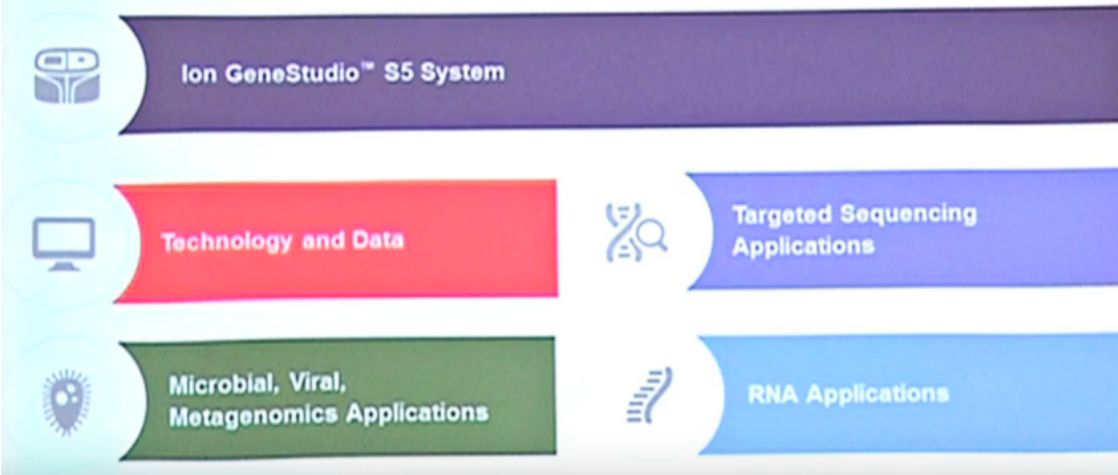 Ion GeneStudio™ S5 System
Technology and Data
Targeted Sequencing
Applications
Microbial, Viral,
Metagenomics Applications
RNA Applications